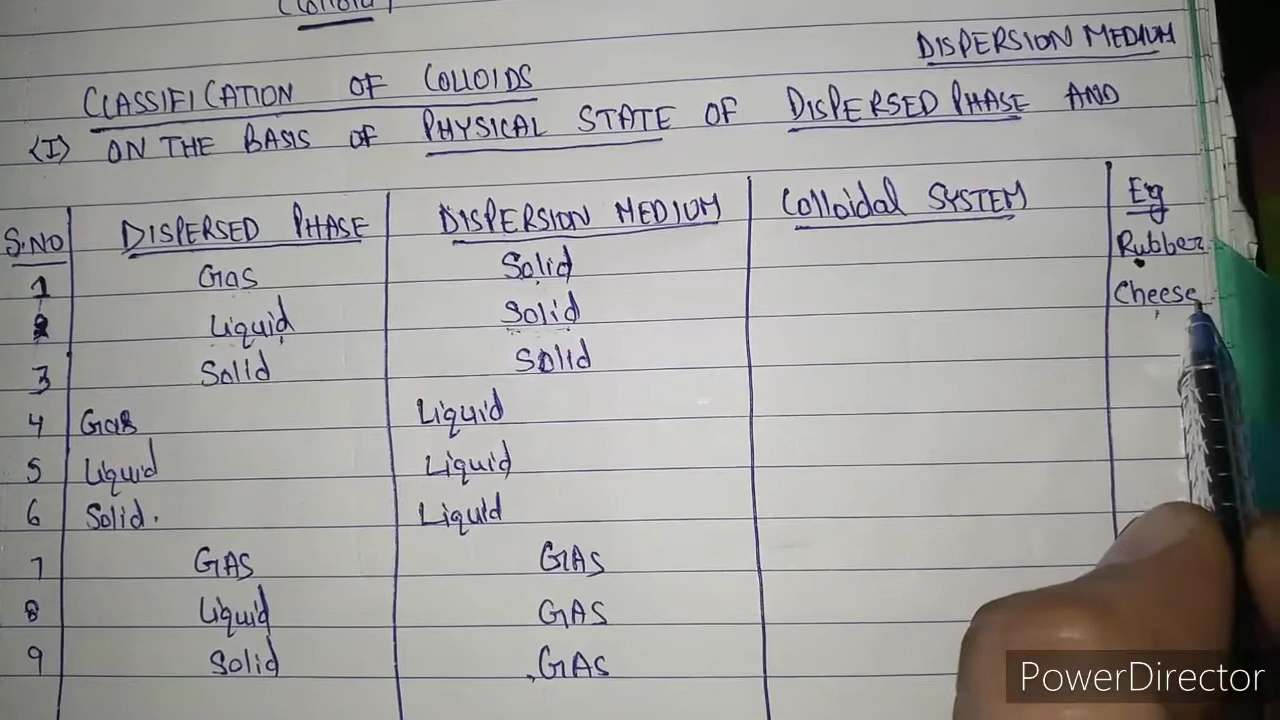 (Colloid)
DISPERSION MEDIUM
CLASSIFICATION OF COLLOIDS
(I) ON THE BASIS OF PHYSICAL STATE OF DISPERSED PHASE AND
S.NO DISPERSED PHASE DISPERSION MEDIUM Colloidal SYSTEM Eg
1 Gas Solid Rubber
2 Liquid Solid Cheese
3 Solid Solid
4 Gas Liquid
5 Liquid Liquid
6 Solid. Liquid
7 GAS GAS
8 Liquid GAS
9 Solid GAS
PowerDirector